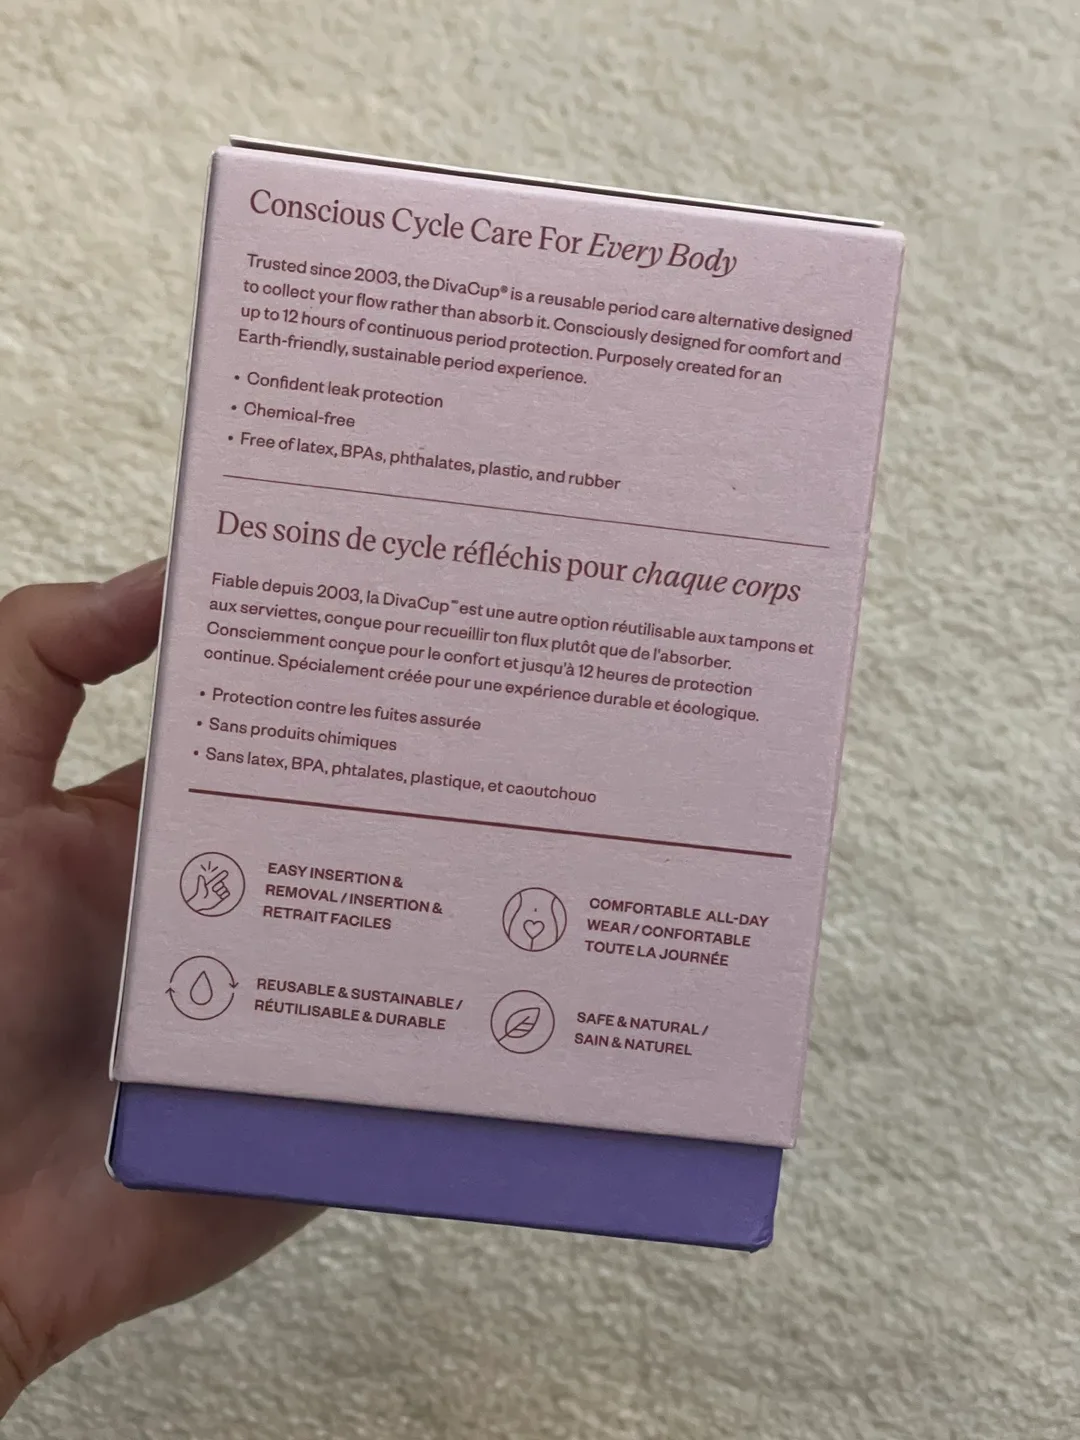 Conscious Cycle Care For Every Body
Trusted since 2003, the DivaCup® is a reusable period care alternative designed
to collect your flow rather than absorb it. Consciously designed for comfort and
up to 12 hours of continuous period protection. Purposely created for an
Earth-friendly, sustainable period experience.
• Confident leak protection
• Chemical-free
• Free of latex, BPAs, phthalates, plastic, and rubber
Des soins de cycle réfléchis pour chaque corps
Fiable depuis 2003, la DivaCup™ est une autre option réutilisable aux tampons et
aux serviettes, conçue pour recueillir ton flux plutôt que de l'absorber.
Consciemment conçue pour le confort et jusqu'à 12 heures de protection
continue. Spécialement créée pour une expérience durable et écologique.
• Protection contre les fuites assurée
• Sans produits chimiques
• Sans latex, BPA, phtalates, plastique, et caoutchouc
EASY INSERTION &
REMOVAL / INSERTION &
RETRAIT FACILES
COMFORTABLE ALL-DAY
WEAR / CONFORTABLE
TOUTE LA JOURNÉE
REUSABLE & SUSTAINABLE /
RÉUTILISABLE & DURABLE
SAFE & NATURAL /
SAIN & NATUREL